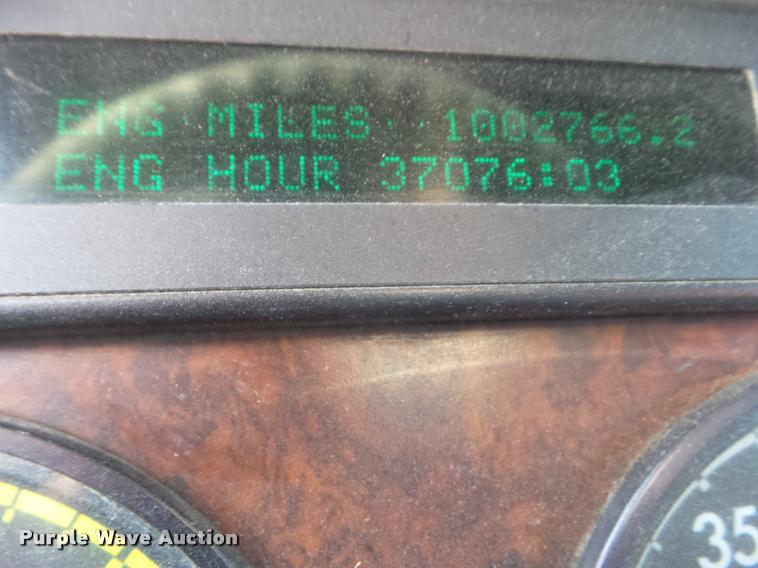 ENG MILES 1002766.2
ENG HOUR 37076:03
35
Purple Wave Auction